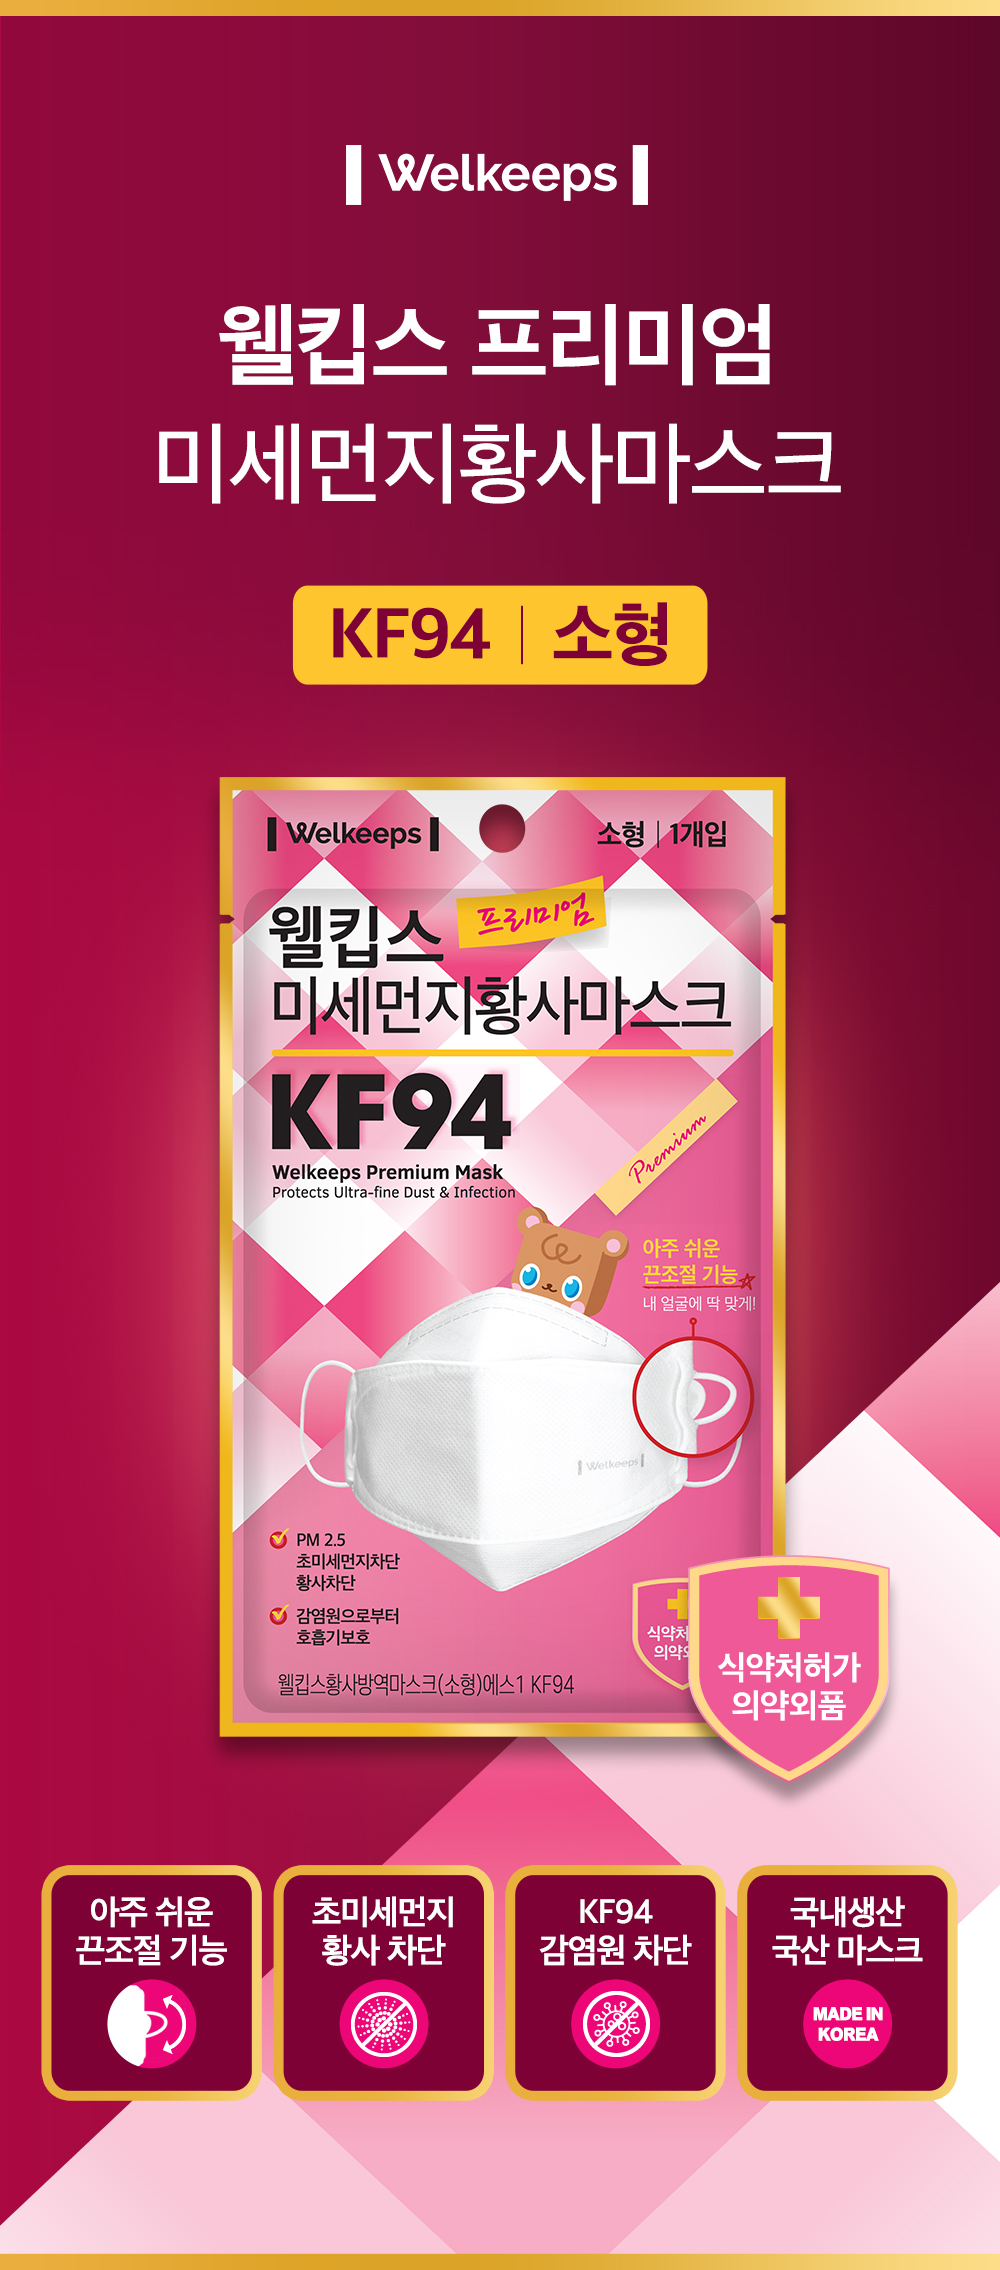 Welkeeps
웰킵스 프리미엄
미세먼지황사마스크
KF94 | 소형
Welkeeps
소형 | 1개입
웰킵스 프리미엄
미세먼지황사마스크
KF94
Welkeeps Premium Mask
Protects Ultra-fine Dust & Infection
Premium
아주 쉬운
끈조절 기능
내 얼굴에 딱 맞게!
Welkeeps
PM 2.5
초미세먼지차단
황사차단
감염원으로부터
호흡기보호
웰킵스황사방역마스크(소형)에스1 KF94
식약처
의약외
식약처허가
의약외품
아주 쉬운
끈조절 기능
초미세먼지
황사 차단
KF94
감염원 차단
국내생산
국산 마스크
MADE IN
KOREA